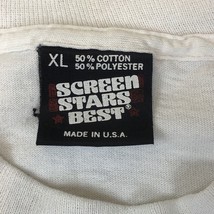 XL 50% COTTON
50% POLYESTER
SCREEN
STARS
BEST®
MADE IN U.S.A.